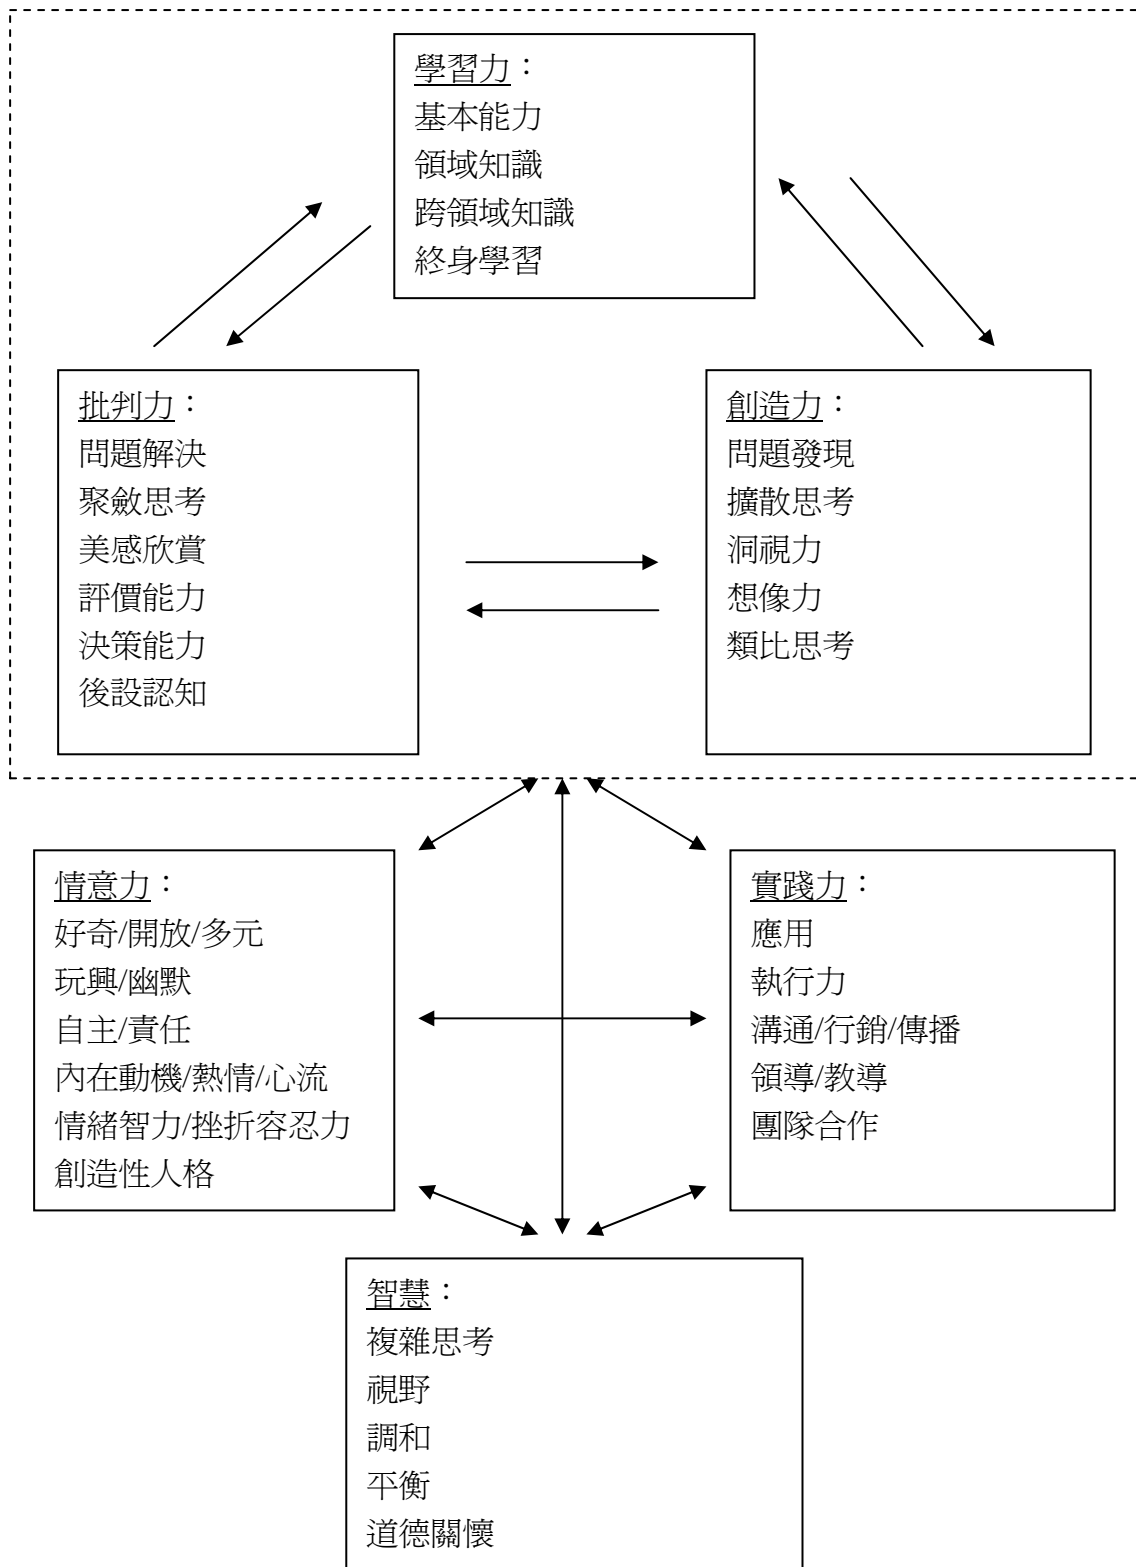 學習力：
基本能力
領域知識
跨領域知識
終身學習
批判力：
問題解決
聚斂思考
美感欣賞
評價能力
決策能力
後設認知
創造力：
問題發現
擴散思考
洞視力
想像力
類比思考
情意力：
好奇/開放/多元
玩興/幽默
自主/責任
內在動機/熱情/心流
情緒智力/挫折容忍力
創造性人格
實踐力：
應用
執行力
溝通/行銷/傳播
領導/教導
團隊合作
智慧：
複雜思考
視野
調和
平衡
道德關懷